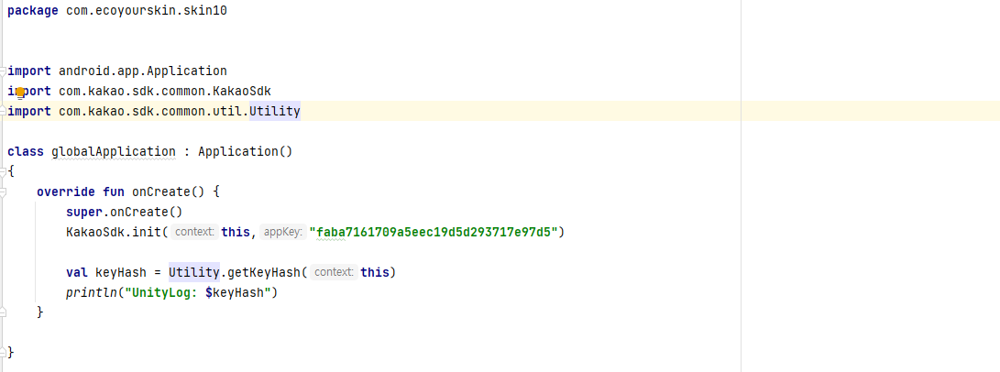 package com.ecoyourskin.skin10
import android.app.Application
import com.kakao.sdk.common.KakaoSdk
import com.kakao.sdk.common.util.Utility
class globalApplication : Application()
{
override fun onCreate() {
super.onCreate()
KakaoSdk.init( context: this, appKey: "faba7161709a5eec19d5d293717e97d5")
val keyHash = Utility.getKeyHash( context: this)
println("UnityLog: $keyHash")
}
}